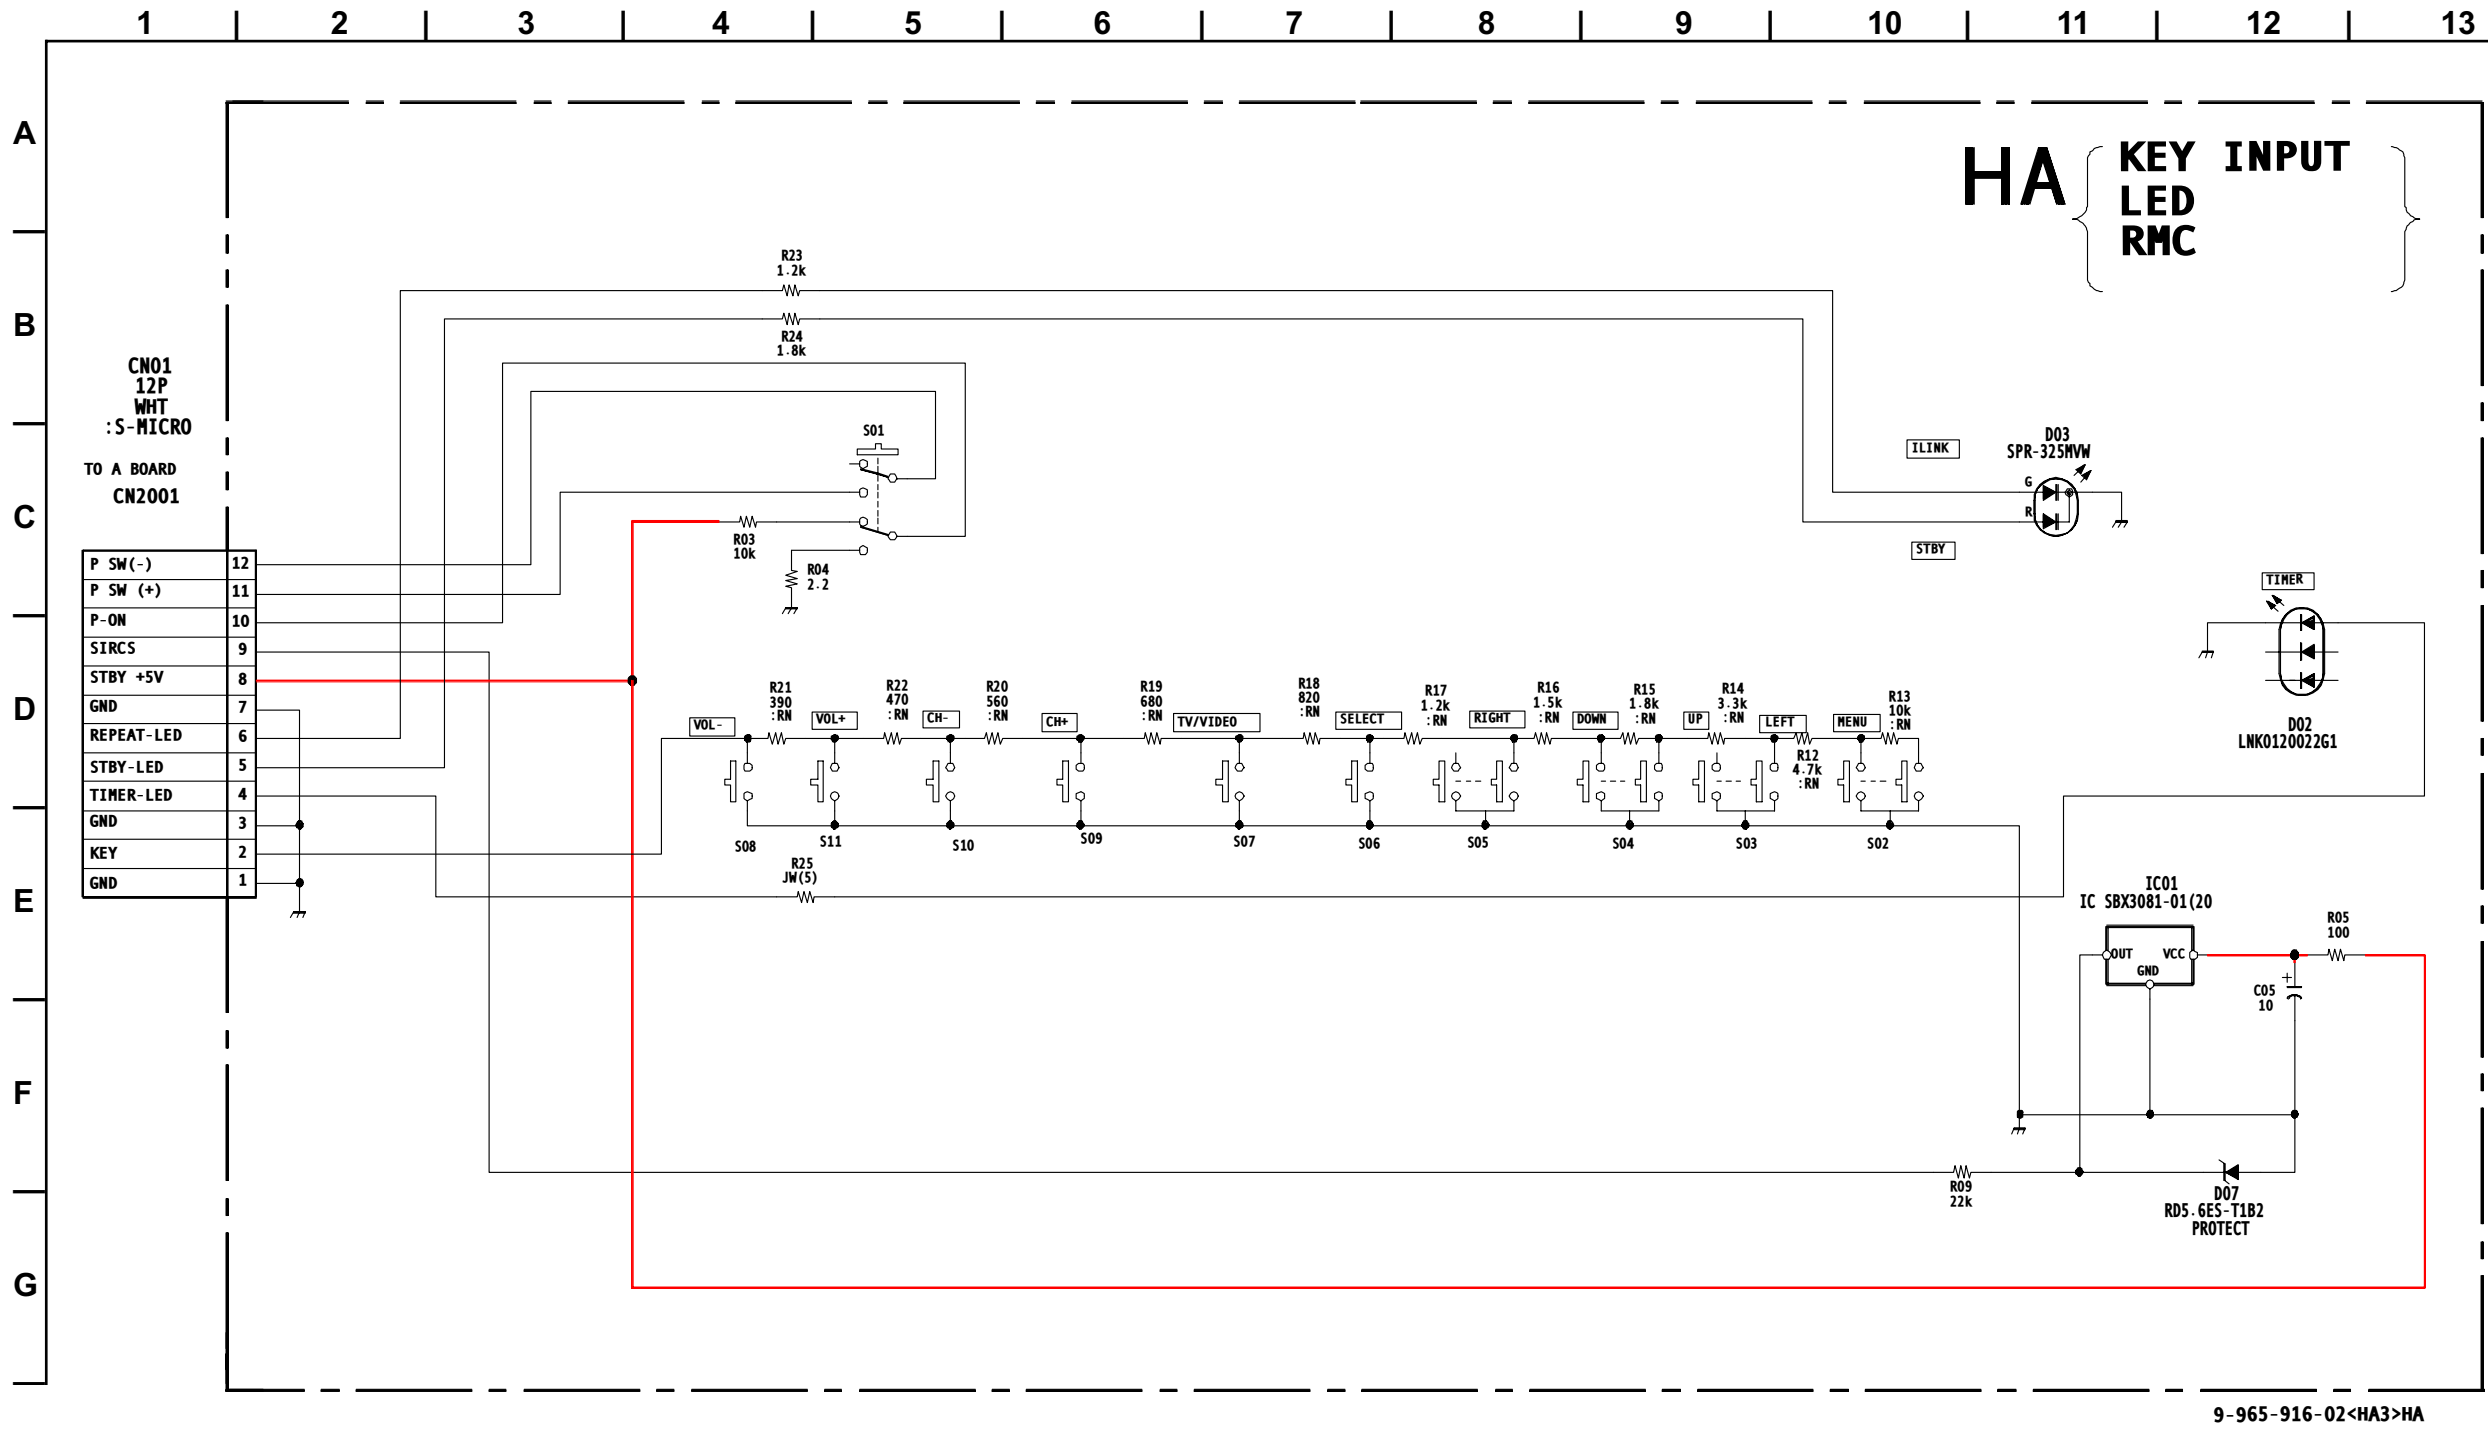 1 2 3 4 5 6 7 8 9 10 11 12 13
A
HA
KEY INPUT
LED
RMC
B
R23
1.2k
R24
1.8k
CN01
12P
WHT
:S-MICRO
TO A BOARD
CN2001
C
S01
R03
10k
R04
2.2
ILINK
STBY
D03
SPR-325MVW
G
R
P SW(-) 12
P SW (+) 11
P-ON 10
SIRCS 9
STBY +5V 8
GND 7
REPEAT-LED 6
STBY-LED 5
TIMER-LED 4
GND 3
KEY 2
GND 1
TIMER
D02
LNK0120022G1
D
VOL-
R21
390
:RN
VOL+
R22
470
:RN
CH-
R20
560
:RN
CH+
R19
680
:RN
TV/VIDEO
R18
820
:RN
SELECT
R17
1.2k
:RN
RIGHT
R16
1.5k
:RN
DOWN
R15
1.8k
:RN
UP
R14
3.3k
:RN
LEFT
R12
4.7k
:RN
MENU
R13
10k
:RN
S08
S11
S10
S09
S07
S06
S05
S04
S03
S02
E
R25
JW(5)
IC01
IC SBX3081-01(20
OUT VCC
GND
R05
100
+
C05
10
F
R09
22k
D07
RD5.6ES-T1B2
PROTECT
G
9-965-916-02<HA3>HA